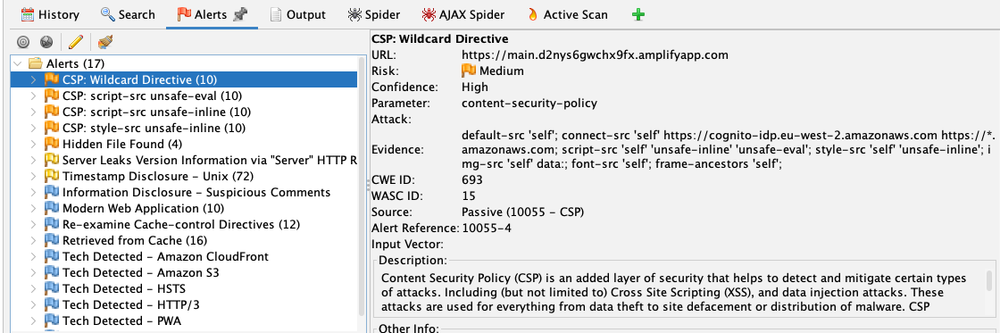 History Search Alerts Output Spider AJAX Spider Active Scan
Alerts (17)
CSP: Wildcard Directive (10)
CSP: script-src unsafe-eval (10)
CSP: script-src unsafe-inline (10)
CSP: style-src unsafe-inline (10)
Hidden File Found (4)
Server Leaks Version Information via "Server" HTTP R
Timestamp Disclosure - Unix (72)
Information Disclosure - Suspicious Comments
Modern Web Application (10)
Re-examine Cache-control Directives (12)
Retrieved from Cache (16)
Tech Detected - Amazon CloudFront
Tech Detected - Amazon S3
Tech Detected - HSTS
Tech Detected - HTTP/3
Tech Detected - PWA
CSP: Wildcard Directive
URL: https://main.d2nys6gwchx9fx.amplifyapp.com
Risk: Medium
Confidence: High
Parameter: content-security-policy
Attack:
Evidence: default-src 'self'; connect-src 'self' https://cognito-idp.eu-west-2.amazonaws.com https://*.
amazonaws.com; script-src 'self' 'unsafe-inline' 'unsafe-eval'; style-src 'self' 'unsafe-inline'; i
mg-src 'self' data:; font-src 'self'; frame-ancestors 'self';
CWE ID: 693
WASC ID: 15
Source: Passive (10055 - CSP)
Alert Reference: 10055-4
Input Vector:
Description:
Content Security Policy (CSP) is an added layer of security that helps to detect and mitigate certain types
of attacks. Including (but not limited to) Cross Site Scripting (XSS), and data injection attacks. These
attacks are used for everything from data theft to site defacement or distribution of malware. CSP
Other Info: